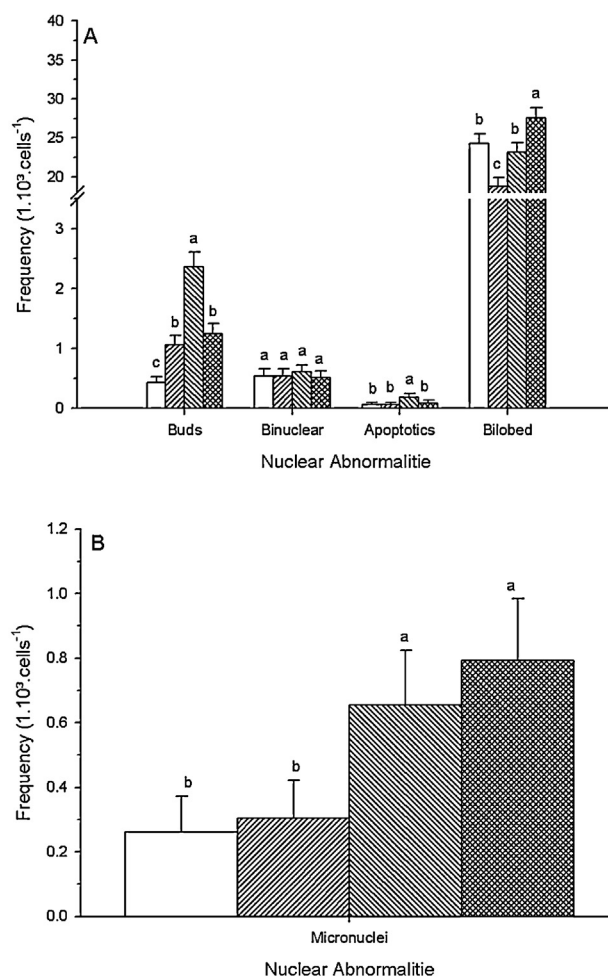 A
Frequency (1.10³.cells⁻¹)
40
35
30
25
20
3
2
1
0
c
b
a
b
a
a
a
a
b
b
a
b
b
c
b
a
Buds
Binuclear
Apoptotics
Bilobed
Nuclear Abnormalitie
B
Frequency (1.10³.cells⁻¹)
1.2
1.0
0.8
0.6
0.4
0.2
0.0
b
b
a
a
Micronuclei
Nuclear Abnormalitie